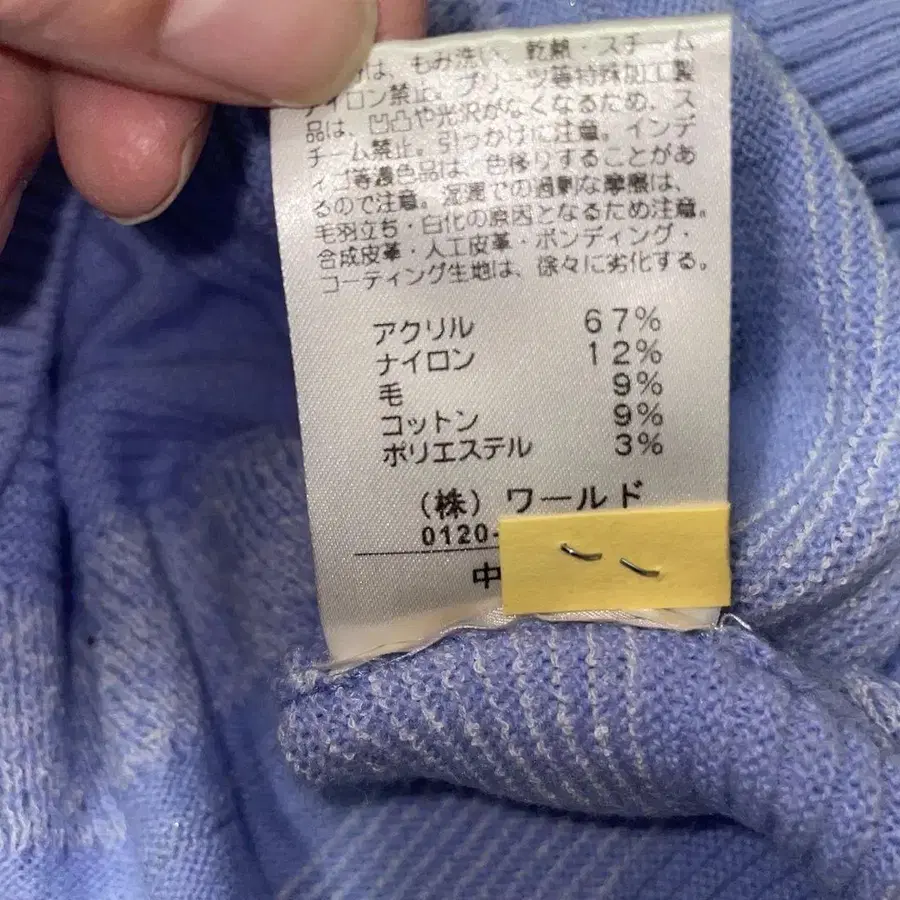 は、もみ洗い、乾熱・スチーム
アイロン禁止。プリーツ等特殊加工製
品は、凹凸や光沢がなくなるため、ス
チーム禁止。引つかけに注意。インデ
ィゴ等濃色品は、色移りすることがあ
るので注意。湿潤での過剰な摩擦は、
毛羽立ち・白化の原因となるため注意。
合成皮革・人工皮革・ボンディング・
コーティング生地は、徐々に劣化する。
アクリル 67%
ナイロン 12%
毛 9%
コットン 9%
ポリエステル 3%
(株) ワールド
0120-
中